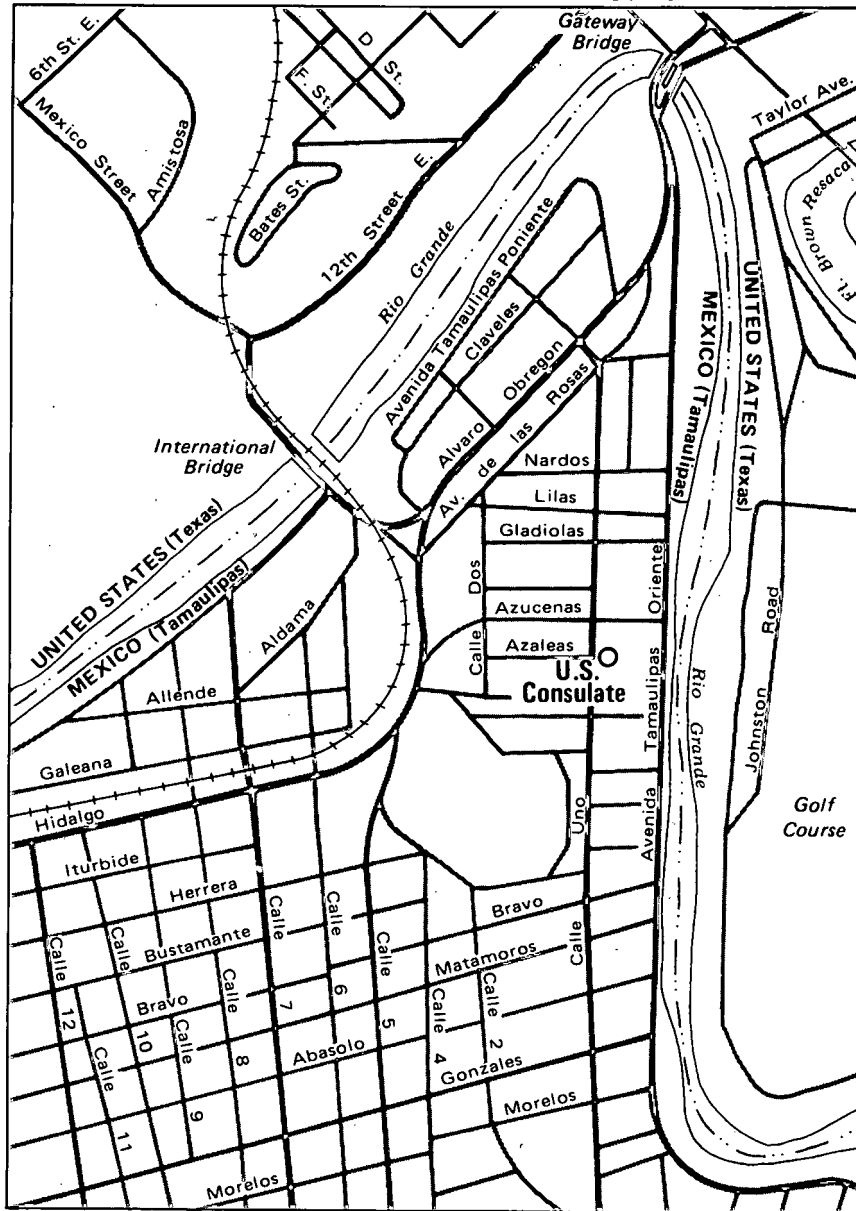 Gateway
Bridge
6th St. E.
D St.
F. St.
Mexico Street
Amistosa
Taylor Ave.
Bates St.
12th Street E.
Rio Grande
Ft. Brown Resaca
Avenida Tamaulipas Poniente
Claveles
MEXICO (Tamaulipas)
UNITED STATES (Texas)
Alvaro Obregon
Av. de las Rosas
International
Bridge
Nardos
Lilas
Gladiolas
UNITED STATES (Texas)
MEXICO (Tamaulipas)
Aldama
Calle Dos
Azucenas
Azaleas
U.S.
Consulate
Avenida Tamaulipas Oriente
Rio Grande
Johnston Road
Allende
Galeana
Hidalgo
Golf
Course
Calle Uno
Iturbide
Herrera
Bustamante
Bravo
Bravo
Matamoros
Abasolo
Gonzales
Morelos
Morelos
Calle 12
Calle 11
Calle 10
Calle 9
Calle 8
Calle 7
Calle 6
Calle 5
Calle 4
Calle 2